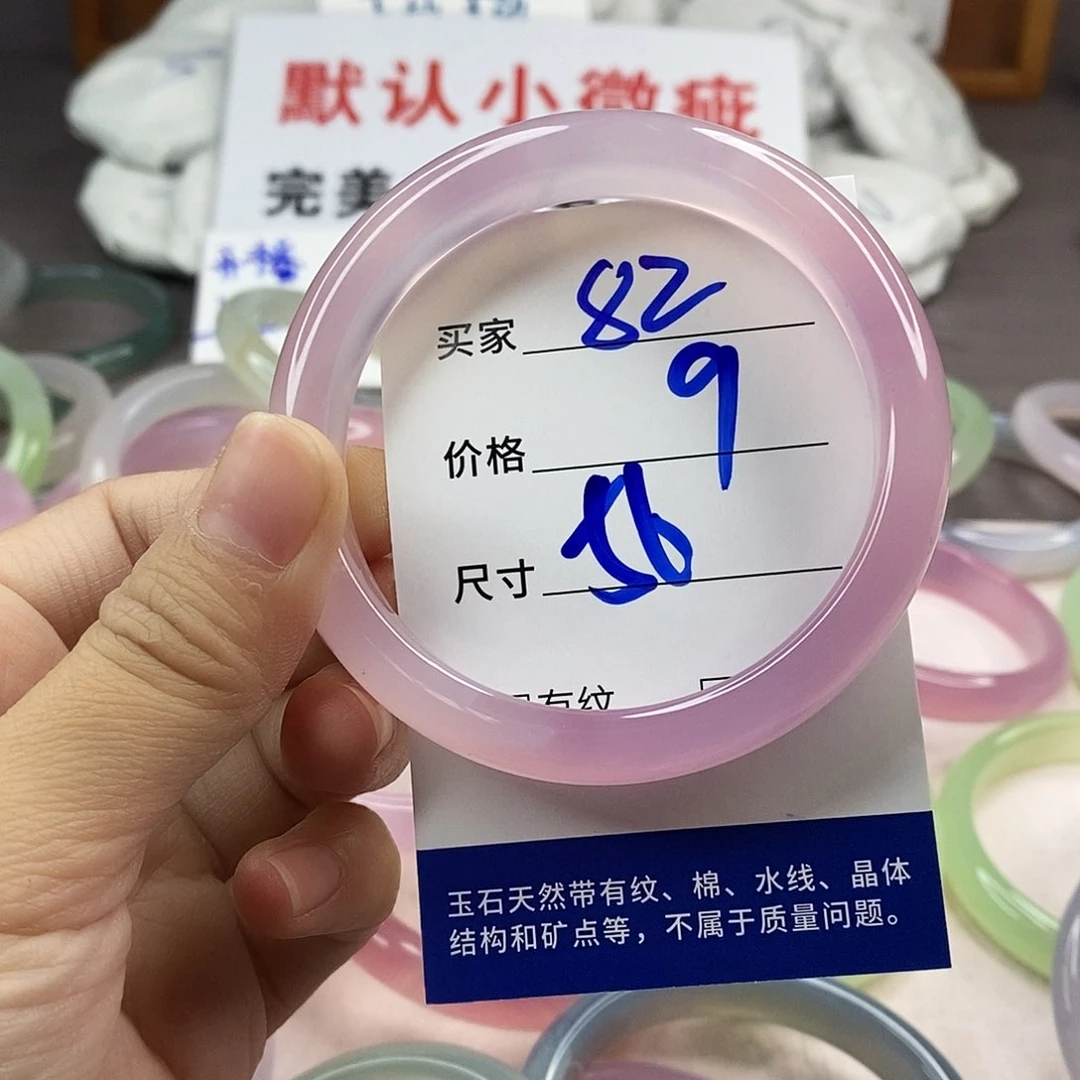 默认小微疵
完美
买家 82
9
价格
尺寸 56
有纹
玉石天然带有纹、棉、水线、晶体
结构和矿点等，不属于质量问题。